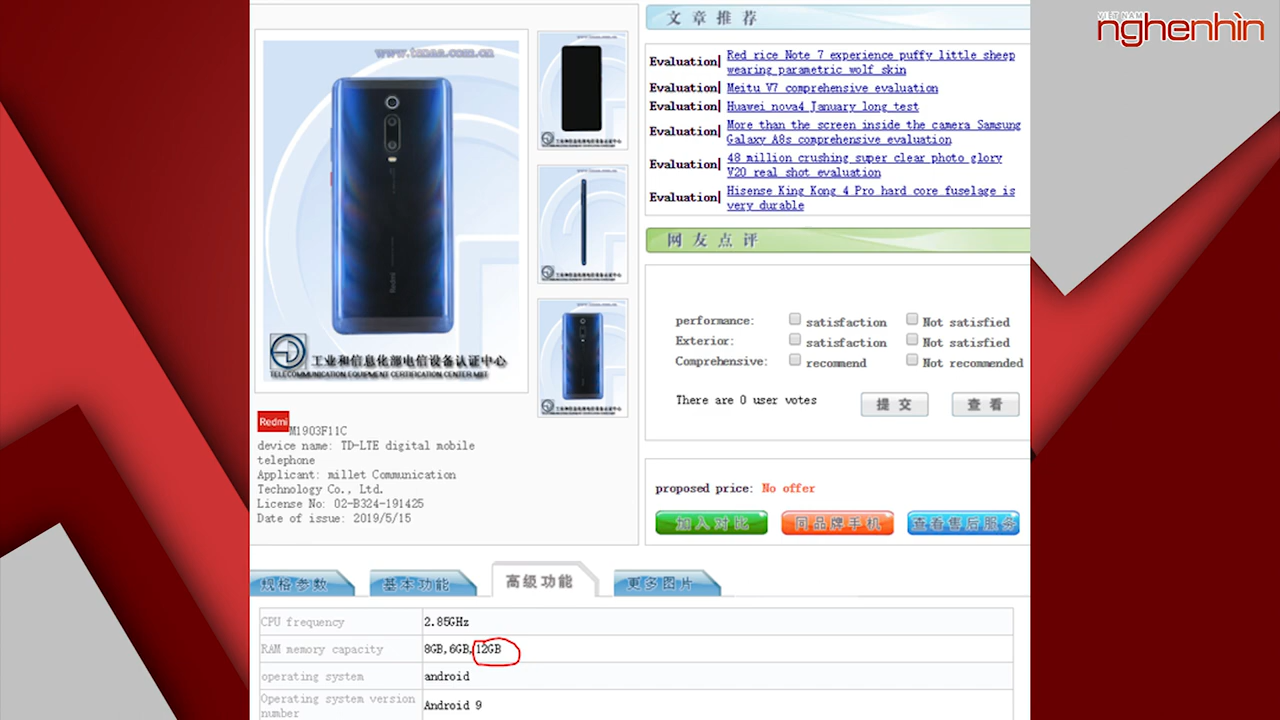 VIET NAM
nghenhìn
www.tenaa.com.cn
Redmi
工业和信息化部电信设备认证中心
TELECOMMUNICATION EQUIPMENT CERTIFICATION CENTER MIIT
Redmi M1903F11C
device name: TD-LTE digital mobile
telephone
Applicant: millet Communication
Technology Co., Ltd.
License No: 02-B324-191425
Date of issue: 2019/5/15
文章推荐
Evaluation| Red rice Note 7 experience puffy little sheep
wearing parametric wolf skin
Evaluation| Meitu V7 comprehensive evaluation
Evaluation| Huawei nova4 January long test
Evaluation| More than the screen inside the camera Samsung
Galaxy A8s comprehensive evaluation
Evaluation| 48 million crushing super clear photo glory
V20 real shot evaluation
Evaluation| Hisense King Kong 4 Pro hard core fuselage is
very durable
网友点评
performance: satisfaction Not satisfied
Exterior: satisfaction Not satisfied
Comprehensive: recommend Not recommended
There are 0 user votes 提交 查看
proposed price: No offer
加入对比 同品牌手机 查看售后服务
规格参数 基本功能 高级功能 更多图片
CPU frequency 2.85GHz
RAM memory capacity 8GB,6GB,12GB
operating system android
Operating system version
number Android 9